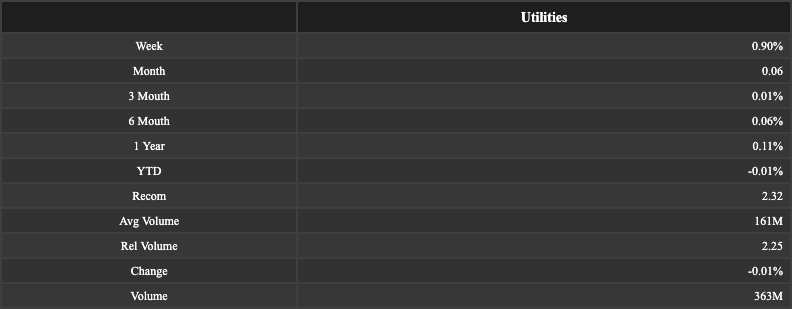 Utilities
Week 0.90%
Month 0.06
3 Mouth 0.01%
6 Mouth 0.06%
1 Year 0.11%
YTD -0.01%
Recom 2.32
Avg Volume 161M
Rel Volume 2.25
Change -0.01%
Volume 363M